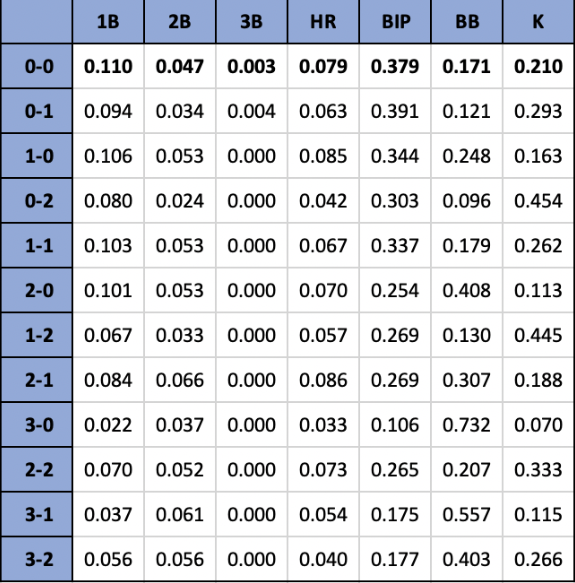 1B 2B 3B HR BIP BB K
0-0 0.110 0.047 0.003 0.079 0.379 0.171 0.210
0-1 0.094 0.034 0.004 0.063 0.391 0.121 0.293
1-0 0.106 0.053 0.000 0.085 0.344 0.248 0.163
0-2 0.080 0.024 0.000 0.042 0.303 0.096 0.454
1-1 0.103 0.053 0.000 0.067 0.337 0.179 0.262
2-0 0.101 0.053 0.000 0.070 0.254 0.408 0.113
1-2 0.067 0.033 0.000 0.057 0.269 0.130 0.445
2-1 0.084 0.066 0.000 0.086 0.269 0.307 0.188
3-0 0.022 0.037 0.000 0.033 0.106 0.732 0.070
2-2 0.070 0.052 0.000 0.073 0.265 0.207 0.333
3-1 0.037 0.061 0.000 0.054 0.175 0.557 0.115
3-2 0.056 0.056 0.000 0.040 0.177 0.403 0.266